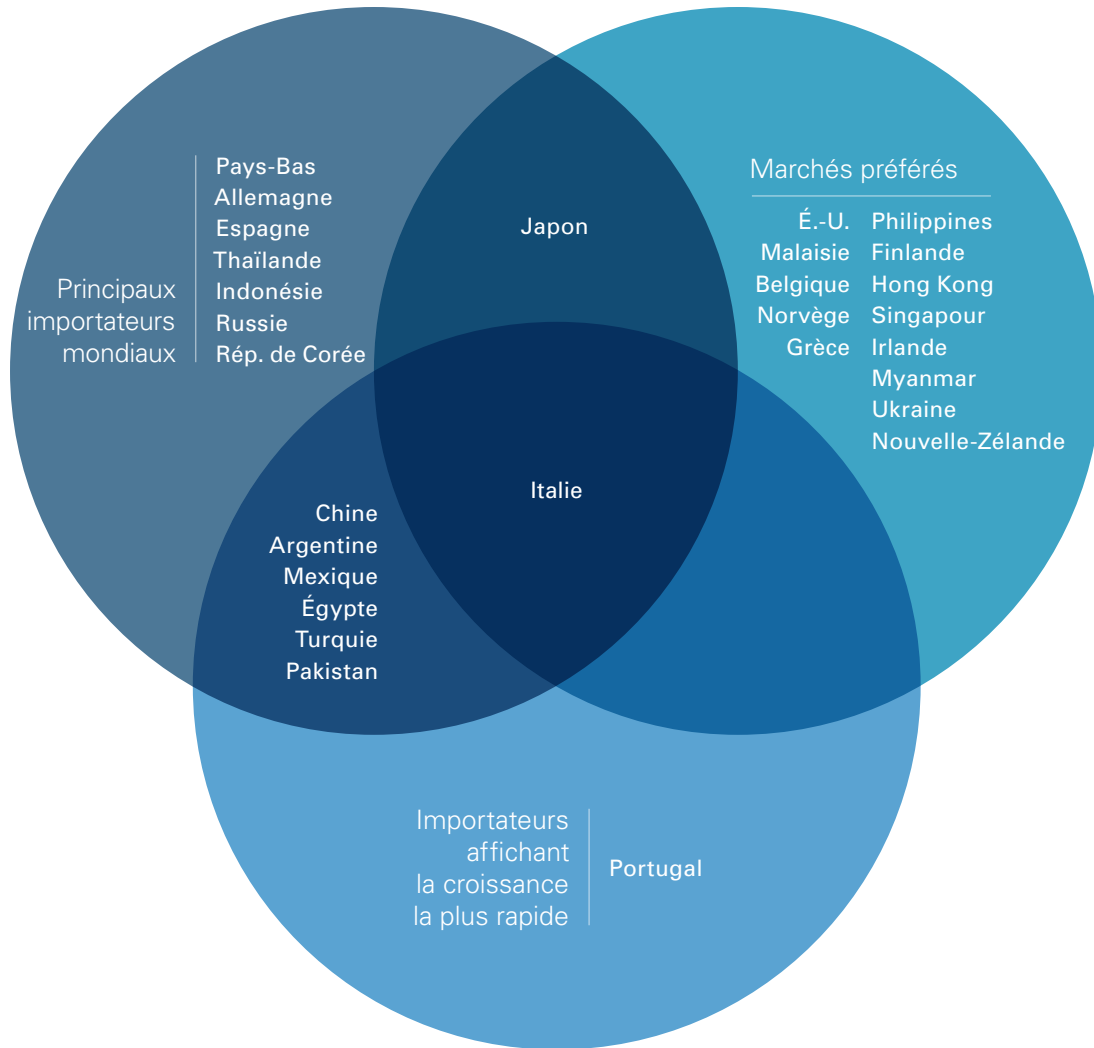 Principaux
importateurs
mondiaux
Pays-Bas
Allemagne
Espagne
Thaïlande
Indonésie
Russie
Rép. de Corée
Japon
Marchés préférés
É.-U.
Malaisie
Belgique
Norvège
Grèce
Philippines
Finlande
Hong Kong
Singapour
Irlande
Myanmar
Ukraine
Nouvelle-Zélande
Italie
Chine
Argentine
Mexique
Égypte
Turquie
Pakistan
Importateurs
affichant
la croissance
la plus rapide
Portugal